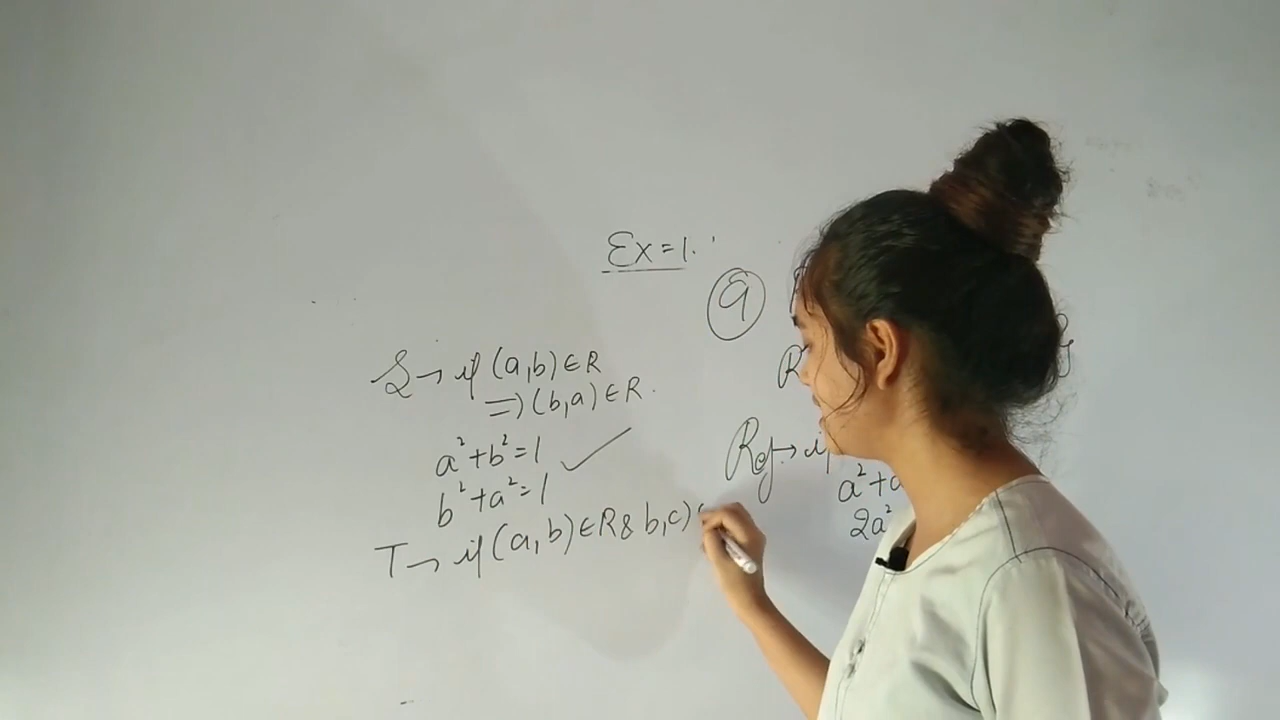 Ex=1.
9
S→ if (a,b)∈R
=) (b,a)∈R.
a²+b²=1
b²+a²=1 ✓
T→ if (a,b)∈R & b,c)
R
Ref→ if
a²+a
2a²